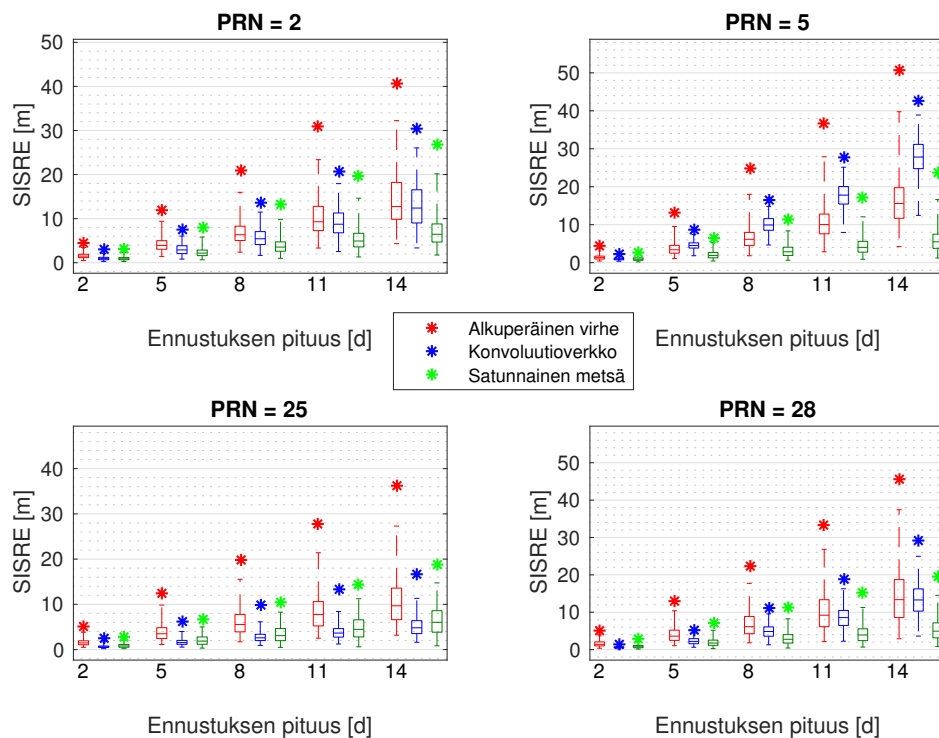 PRN = 2
50
40
30
20
10
0
SISRE [m]
2
5
8
11
14
Ennustuksen pituus [d]
PRN = 5
50
40
30
20
10
0
SISRE [m]
2
5
8
11
14
Ennustuksen pituus [d]
Alkuperäinen virhe
Konvoluutioverkko
Satunnainen metsä
PRN = 25
40
30
20
10
0
SISRE [m]
2
5
8
11
14
Ennustuksen pituus [d]
PRN = 28
50
40
30
20
10
0
SISRE [m]
2
5
8
11
14
Ennustuksen pituus [d]